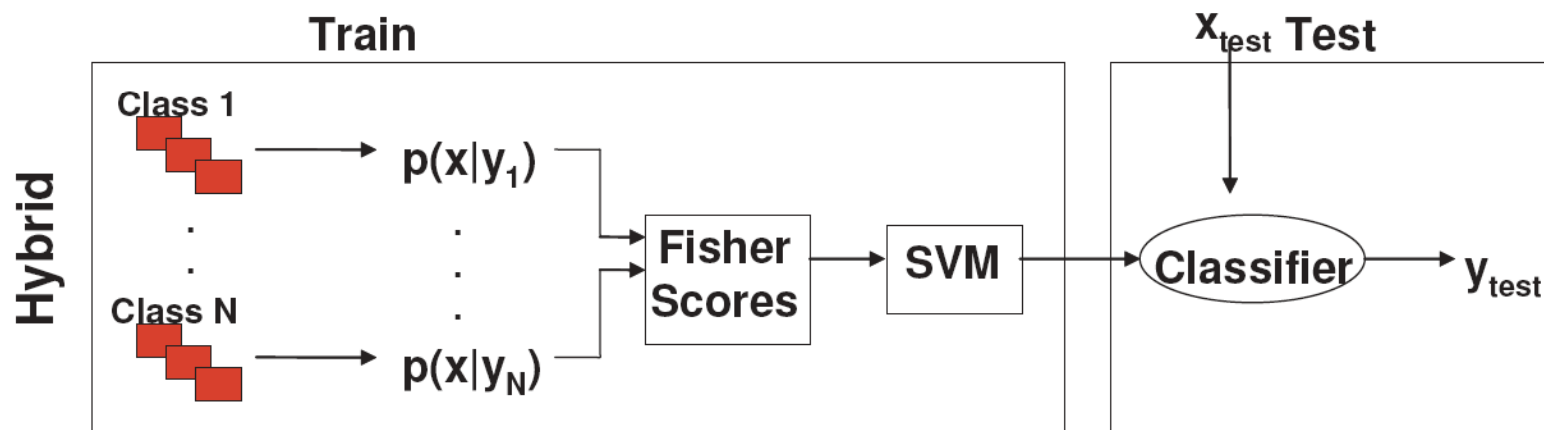 Train
x_test Test
Hybrid
Class 1
p(x|y_1)
Fisher
Scores
SVM
Classifier
y_test
Class N
p(x|y_N)